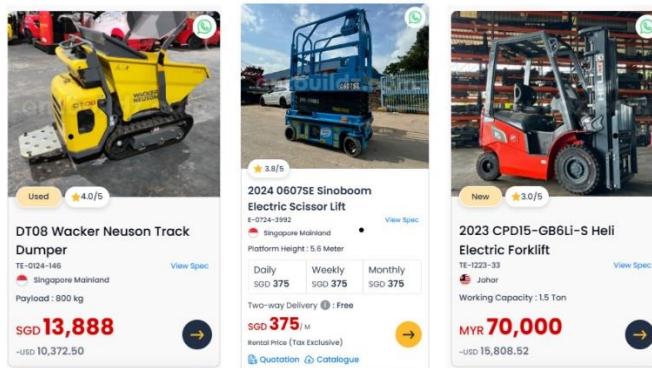 DT08
WACKER
NEUSON
Used
4.0/5
DT08 Wacker Neuson Track
Dumper
TE-0124-146
View Spec
Singapore Mainland
Payload : 800 kg
SGD 13,888
~USD 10,372.50
3.8/5
2024 0607SE Sinoboom
Electric Scissor Lift
E-0724-3992
View Spec
Singapore Mainland
Platform Height : 5.6 Meter
Daily Weekly Monthly
SGD 375 SGD 375 SGD 375
Two-way Delivery : Free
SGD 375/ M
Rental Price (Tax Exclusive)
Quotation Catalogue
New
3.0/5
2023 CPD15-GB6Li-S Heli
Electric Forklift
TE-1223-33
View Spec
Johor
Working Capacity : 1.5 Ton
MYR 70,000
~USD 15,808.52